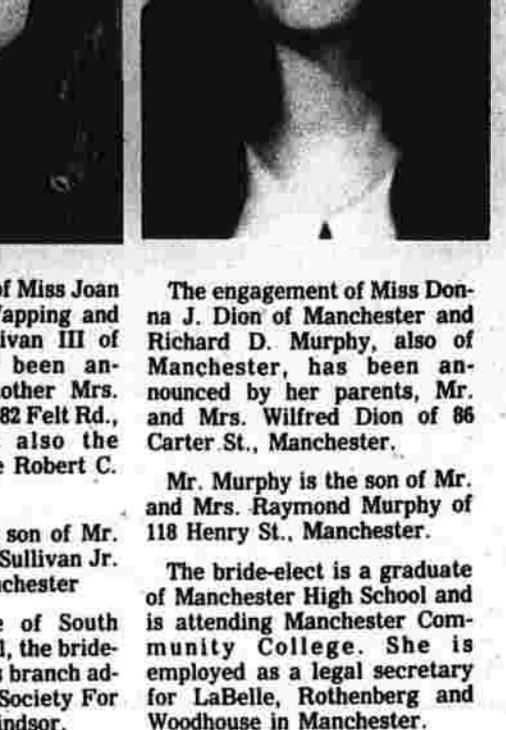 of Miss Joan
apping and
ivan III of
been an-
other Mrs.
82 Felt Rd.,
also the
Robert C.
son of Mr.
Sullivan Jr.
chester
of South
l, the bride-
branch ad-
Society For
indsor.
The engagement of Miss Don-
na J. Dion of Manchester and
Richard D. Murphy, also of
Manchester, has been an-
nounced by her parents, Mr.
and Mrs. Wilfred Dion of 86
Carter St., Manchester.
Mr. Murphy is the son of Mr.
and Mrs. Raymond Murphy of
118 Henry St., Manchester.
The bride-elect is a graduate
of Manchester High School and
is attending Manchester Com-
munity College. She is
employed as a legal secretary
for LaBelle, Rothenberg and
Woodhouse in Manchester.